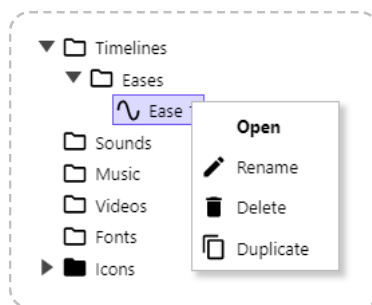 Timelines
Eases
Ease
Open
Sounds
Rename
Music
Delete
Videos
Duplicate
Fonts
Icons